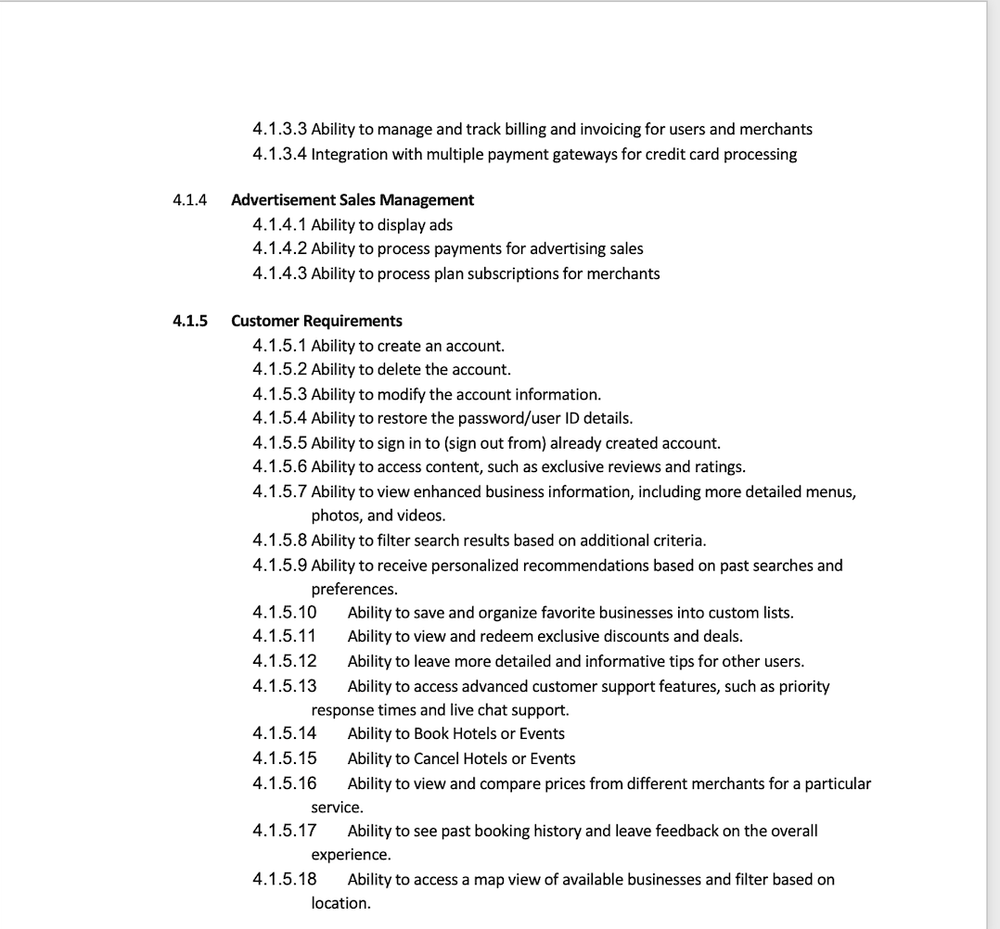 4.1.3.3 Ability to manage and track billing and invoicing for users and merchants
4.1.3.4 Integration with multiple payment gateways for credit card processing
4.1.4 Advertisement Sales Management
4.1.4.1 Ability to display ads
4.1.4.2 Ability to process payments for advertising sales
4.1.4.3 Ability to process plan subscriptions for merchants
4.1.5 Customer Requirements
4.1.5.1 Ability to create an account.
4.1.5.2 Ability to delete the account.
4.1.5.3 Ability to modify the account information.
4.1.5.4 Ability to restore the password/user ID details.
4.1.5.5 Ability to sign in to (sign out from) already created account.
4.1.5.6 Ability to access content, such as exclusive reviews and ratings.
4.1.5.7 Ability to view enhanced business information, including more detailed menus,
photos, and videos.
4.1.5.8 Ability to filter search results based on additional criteria.
4.1.5.9 Ability to receive personalized recommendations based on past searches and
preferences.
4.1.5.10 Ability to save and organize favorite businesses into custom lists.
4.1.5.11 Ability to view and redeem exclusive discounts and deals.
4.1.5.12 Ability to leave more detailed and informative tips for other users.
4.1.5.13 Ability to access advanced customer support features, such as priority
response times and live chat support.
4.1.5.14 Ability to Book Hotels or Events
4.1.5.15 Ability to Cancel Hotels or Events
4.1.5.16 Ability to view and compare prices from different merchants for a particular
service.
4.1.5.17 Ability to see past booking history and leave feedback on the overall
experience.
4.1.5.18 Ability to access a map view of available businesses and filter based on
location.